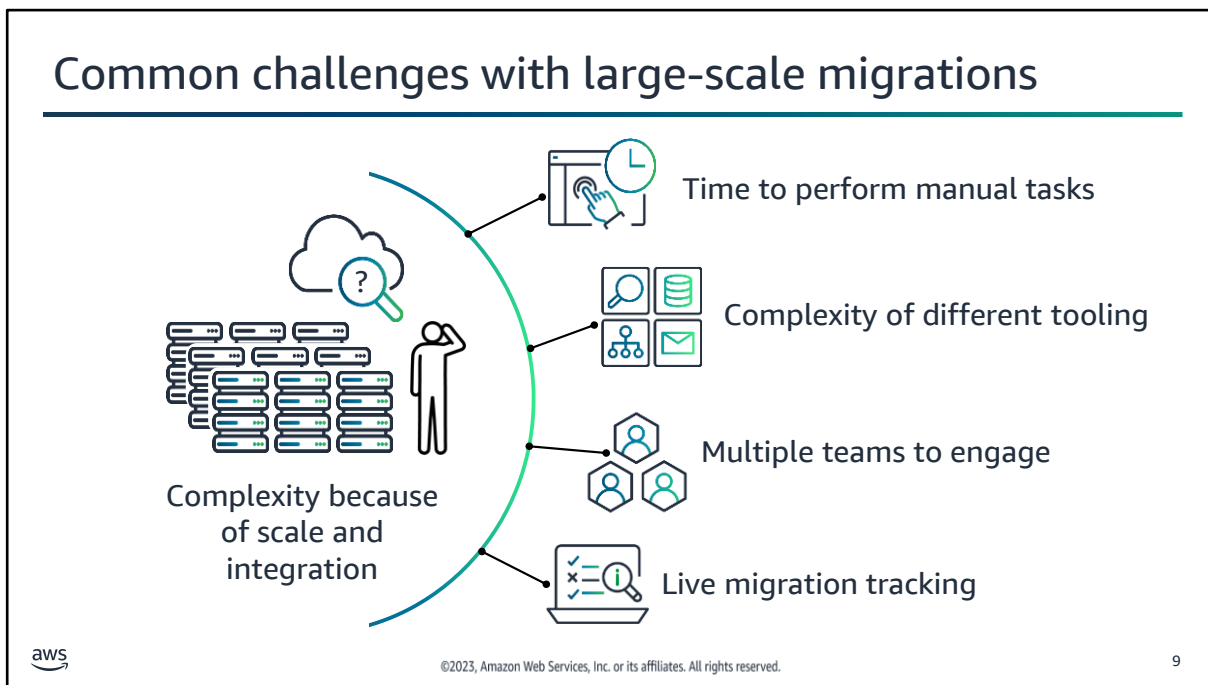 Common challenges with large-scale migrations
Time to perform manual tasks
?
Complexity of different tooling
Multiple teams to engage
Complexity because
of scale and
integration
i
Live migration tracking
aws
©2023, Amazon Web Services, Inc. or its affiliates. All rights reserved.
9